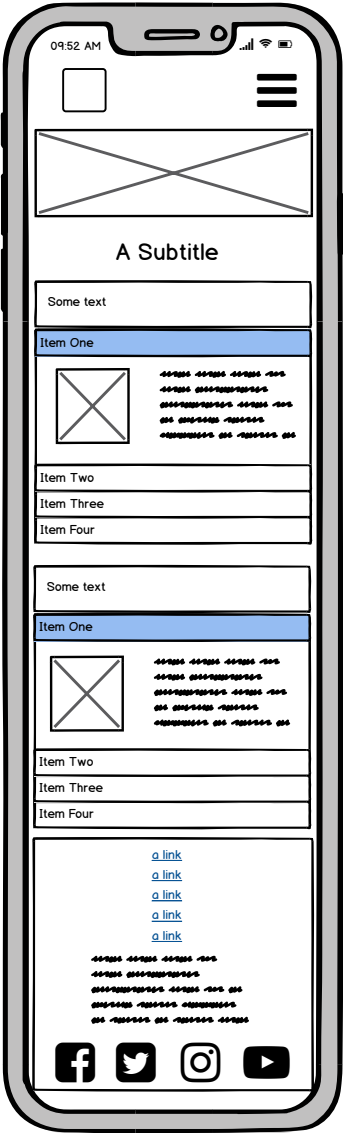 09:52 AM
A Subtitle
Some text
Item One
Item Two
Item Three
Item Four
Some text
Item One
Item Two
Item Three
Item Four
a link
a link
a link
a link
a link